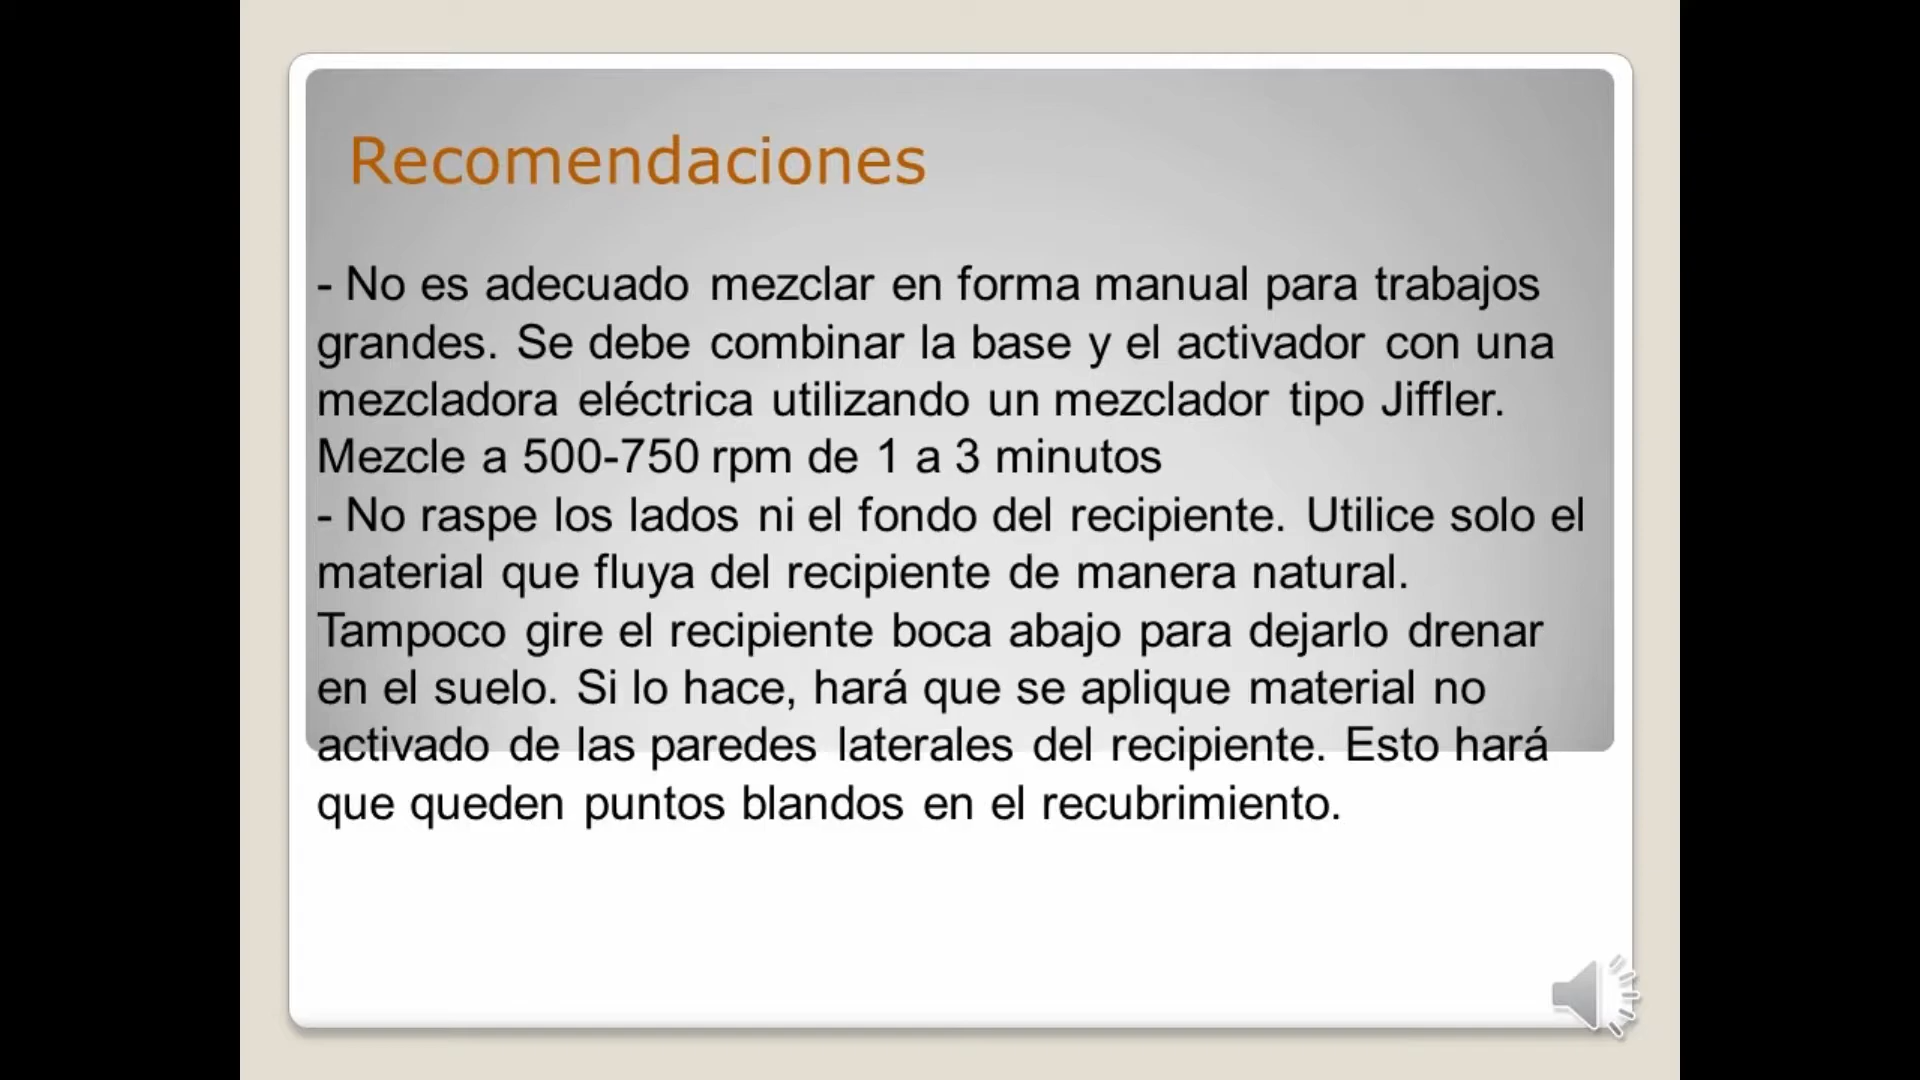 Recomendaciones
- No es adecuado mezclar en forma manual para trabajos
grandes. Se debe combinar la base y el activador con una
mezcladora eléctrica utilizando un mezclador tipo Jiffler.
Mezcle a 500-750 rpm de 1 a 3 minutos
- No raspe los lados ni el fondo del recipiente. Utilice solo el
material que fluya del recipiente de manera natural.
Tampoco gire el recipiente boca abajo para dejarlo drenar
en el suelo. Si lo hace, hará que se aplique material no
activado de las paredes laterales del recipiente. Esto hará
que queden puntos blandos en el recubrimiento.